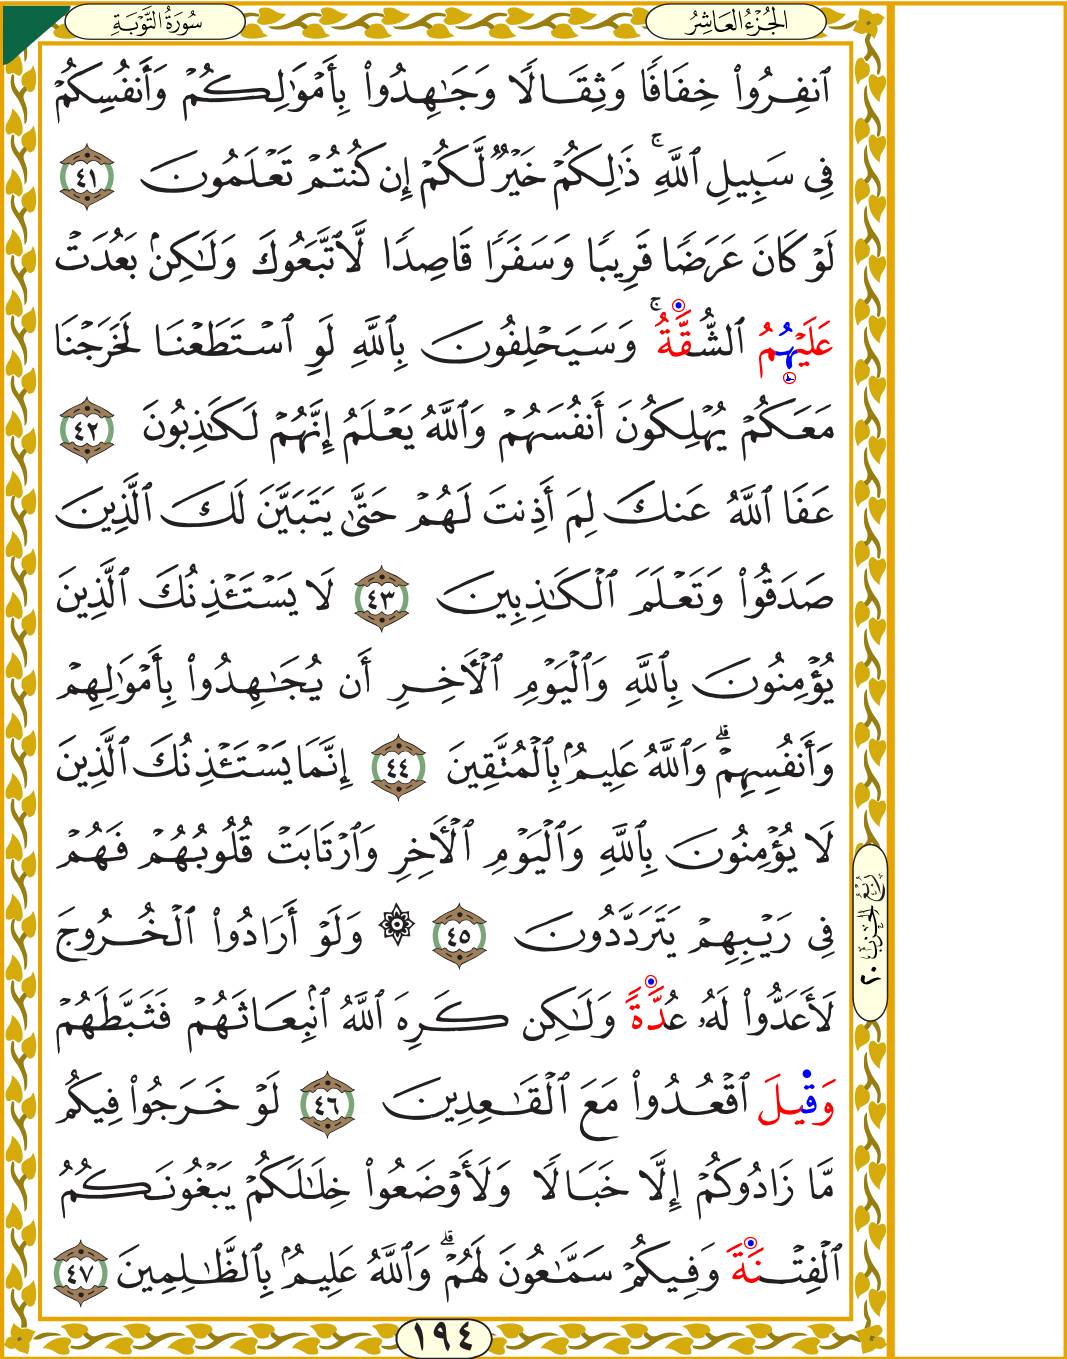 سُورَةُ التَّوْبَةِ
الجُزْءُ العَاشِرُ
ٱنفِرُوا۟ خِفَافًا وَثِقَالًا وَجَـٰهِدُوا۟ بِأَمْوَٰلِكُمْ وَأَنفُسِكُمْ
فِى سَبِيلِ ٱللَّهِ ۚ ذَٰلِكُمْ خَيْرٌ لَّكُمْ إِن كُنتُمْ تَعْلَمُونَ ٤١
لَوْ كَانَ عَرَضًا قَرِيبًا وَسَفَرًا قَاصِدًا لَّٱتَّبَعُوكَ وَلَـٰكِنۢ بَعُدَتْ
عَلَيْهِمُ ٱلشُّقَّةُ ۚ وَسَيَحْلِفُونَ بِٱللَّهِ لَوِ ٱسْتَطَعْنَا لَخَرَجْنَا
مَعَكُمْ يُهْلِكُونَ أَنفُسَهُمْ وَٱللَّهُ يَعْلَمُ إِنَّهُمْ لَكَـٰذِبُونَ ٤٢
عَفَا ٱللَّهُ عَنكَ لِمَ أَذِنتَ لَهُمْ حَتَّىٰ يَتَبَيَّنَ لَكَ ٱلَّذِينَ
صَدَقُوا۟ وَتَعْلَمَ ٱلْكَـٰذِبِينَ ٤٣ لَا يَسْتَـْٔذِنُكَ ٱلَّذِينَ
يُؤْمِنُونَ بِٱللَّهِ وَٱلْيَوْمِ ٱلْـَٔاخِرِ أَن يُجَـٰهِدُوا۟ بِأَمْوَٰلِهِمْ
وَأَنفُسِهِمْ ۗ وَٱللَّهُ عَلِيمٌۢ بِٱلْمُتَّقِينَ ٤٤ إِنَّمَا يَسْتَـْٔذِنُكَ ٱلَّذِينَ
لَا يُؤْمِنُونَ بِٱللَّهِ وَٱلْيَوْمِ ٱلْـَٔاخِرِ وَٱرْتَابَتْ قُلُوبُهُمْ فَهُمْ
فِى رَيْبِهِمْ يَتَرَدَّدُونَ ٤٥ ۞ وَلَوْ أَرَادُوا۟ ٱلْخُرُوجَ
لَأَعَدُّوا۟ لَهُۥ عُدَّةً وَلَـٰكِن كَرِهَ ٱللَّهُ ٱنۢبِعَاثَهُمْ فَثَبَّطَهُمْ
وَقِيلَ ٱقْعُدُوا۟ مَعَ ٱلْقَـٰعِدِينَ ٤٦ لَوْ خَرَجُوا۟ فِيكُم
مَّا زَادُوكُمْ إِلَّا خَبَالًا وَلَأَوْضَعُوا۟ خِلَـٰلَكُمْ يَبْغُونَكُمُ
ٱلْفِتْنَةَ وَفِيكُمْ سَمَّـٰعُونَ لَهُمْ ۗ وَٱللَّهُ عَلِيمٌۢ بِٱلظَّـٰلِمِينَ ٤٧
رُبْعُ الحِزْبِ ٢٠
١٩٤